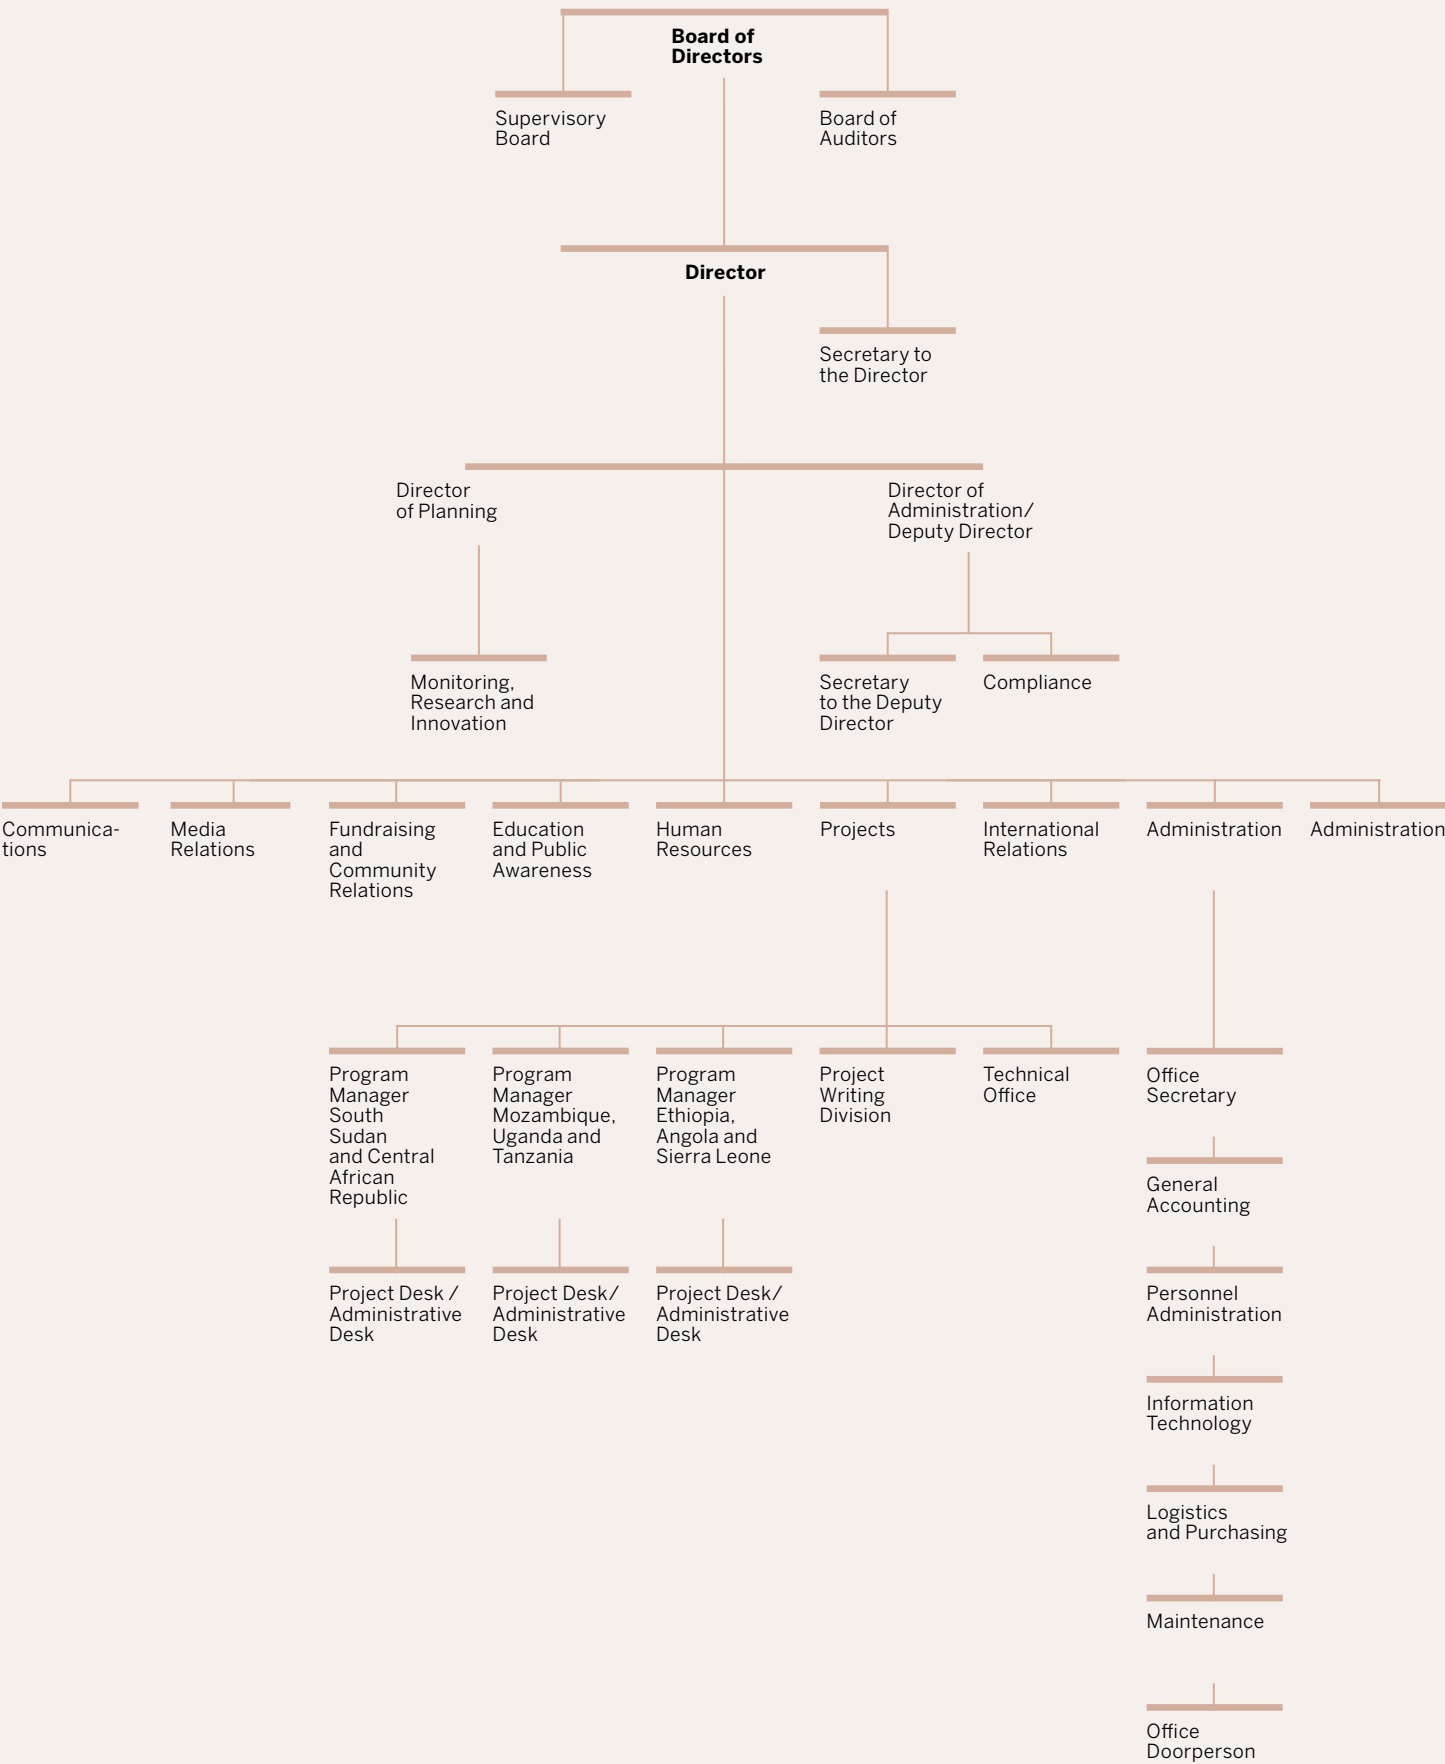 Board of
Directors
Supervisory
Board
Board of
Auditors
Director
Secretary to
the Director
Director
of Planning
Director of
Administration/
Deputy Director
Monitoring,
Research and
Innovation
Secretary
to the Deputy
Director
Compliance
Communica-
tions
Media
Relations
Fundraising
and
Community
Relations
Education
and Public
Awareness
Human
Resources
Projects
International
Relations
Administration
Administration
Program
Manager
South
Sudan
and Central
African
Republic
Program
Manager
Mozambique,
Uganda and
Tanzania
Program
Manager
Ethiopia,
Angola and
Sierra Leone
Project
Writing
Division
Technical
Office
Office
Secretary
General
Accounting
Project Desk /
Administrative
Desk
Project Desk/
Administrative
Desk
Project Desk/
Administrative
Desk
Personnel
Administration
Information
Technology
Logistics
and Purchasing
Maintenance
Office
Doorperson